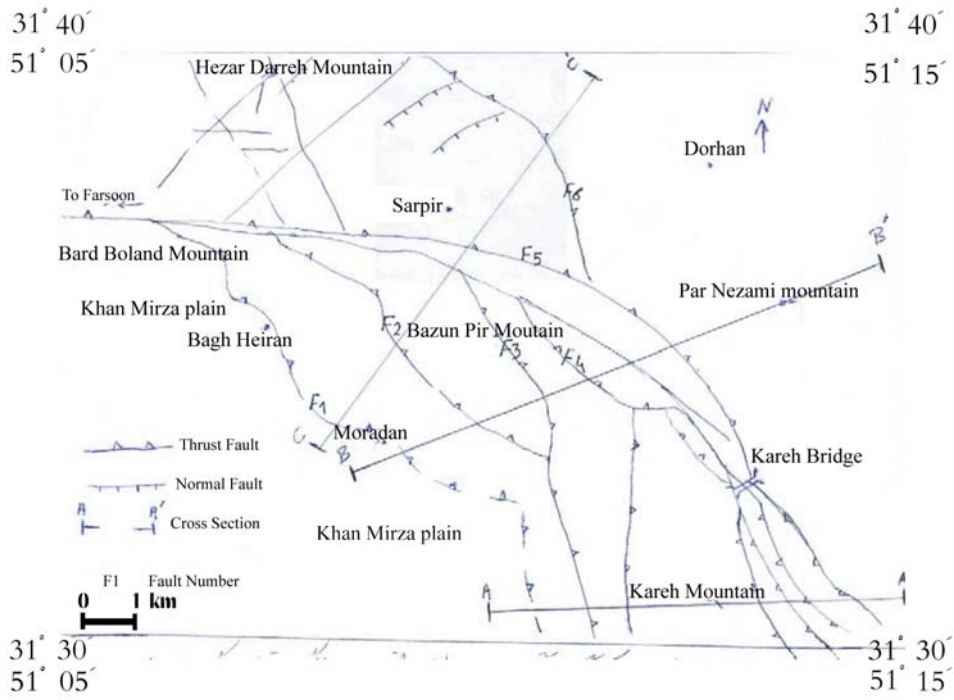 31° 40´
31° 40´
51° 05´
51° 15´
Hezar Darreh Mountain
C'
N
Dorhan
To Farsoon
Sarpir
F6
Bard Boland Mountain
F5
B'
Par Nezami mountain
Khan Mirza plain
Bagh Heiran
F2
Bazun Pir Moutain
F3
F4
F1
C
Moradan
B
Thrust Fault
Kareh Bridge
Normal Fault
A A'
Cross Section
Khan Mirza plain
F1 Fault Number
0 1 km
A
Kareh Mountain
A
31° 30´
31° 30´
51° 05´
51° 15´